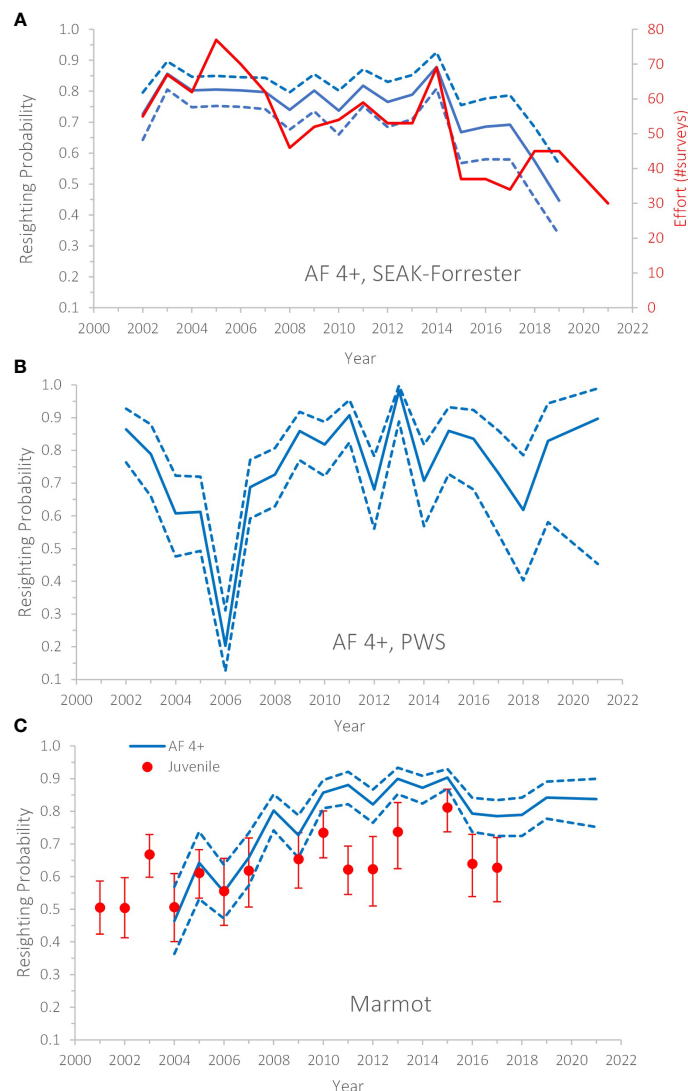 A
1.0
0.9
0.8
0.7
0.6
0.5
0.4
0.3
0.2
0.1
Resighting Probability
80
70
60
50
40
30
20
10
0
Effort (#surveys)
AF 4+, SEAK-Forrester
2000 2002 2004 2006 2008 2010 2012 2014 2016 2018 2020 2022
Year
B
1.0
0.9
0.8
0.7
0.6
0.5
0.4
0.3
0.2
0.1
Resighting Probability
AF 4+, PWS
2000 2002 2004 2006 2008 2010 2012 2014 2016 2018 2020 2022
Year
C
AF 4+
Juvenile
1.0
0.9
0.8
0.7
0.6
0.5
0.4
0.3
0.2
0.1
Resighting Probability
Marmot
2000 2002 2004 2006 2008 2010 2012 2014 2016 2018 2020 2022
Year